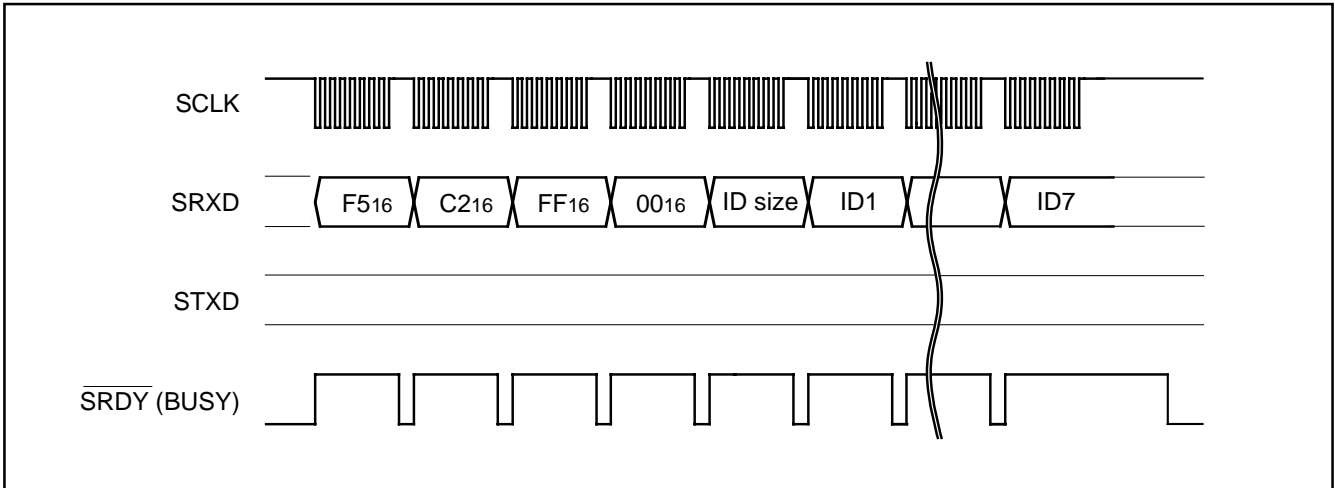 SCLK
SRXD
F516 C216 FF16 0016 ID size ID1 ID7
STXD
SRDY (BUSY)